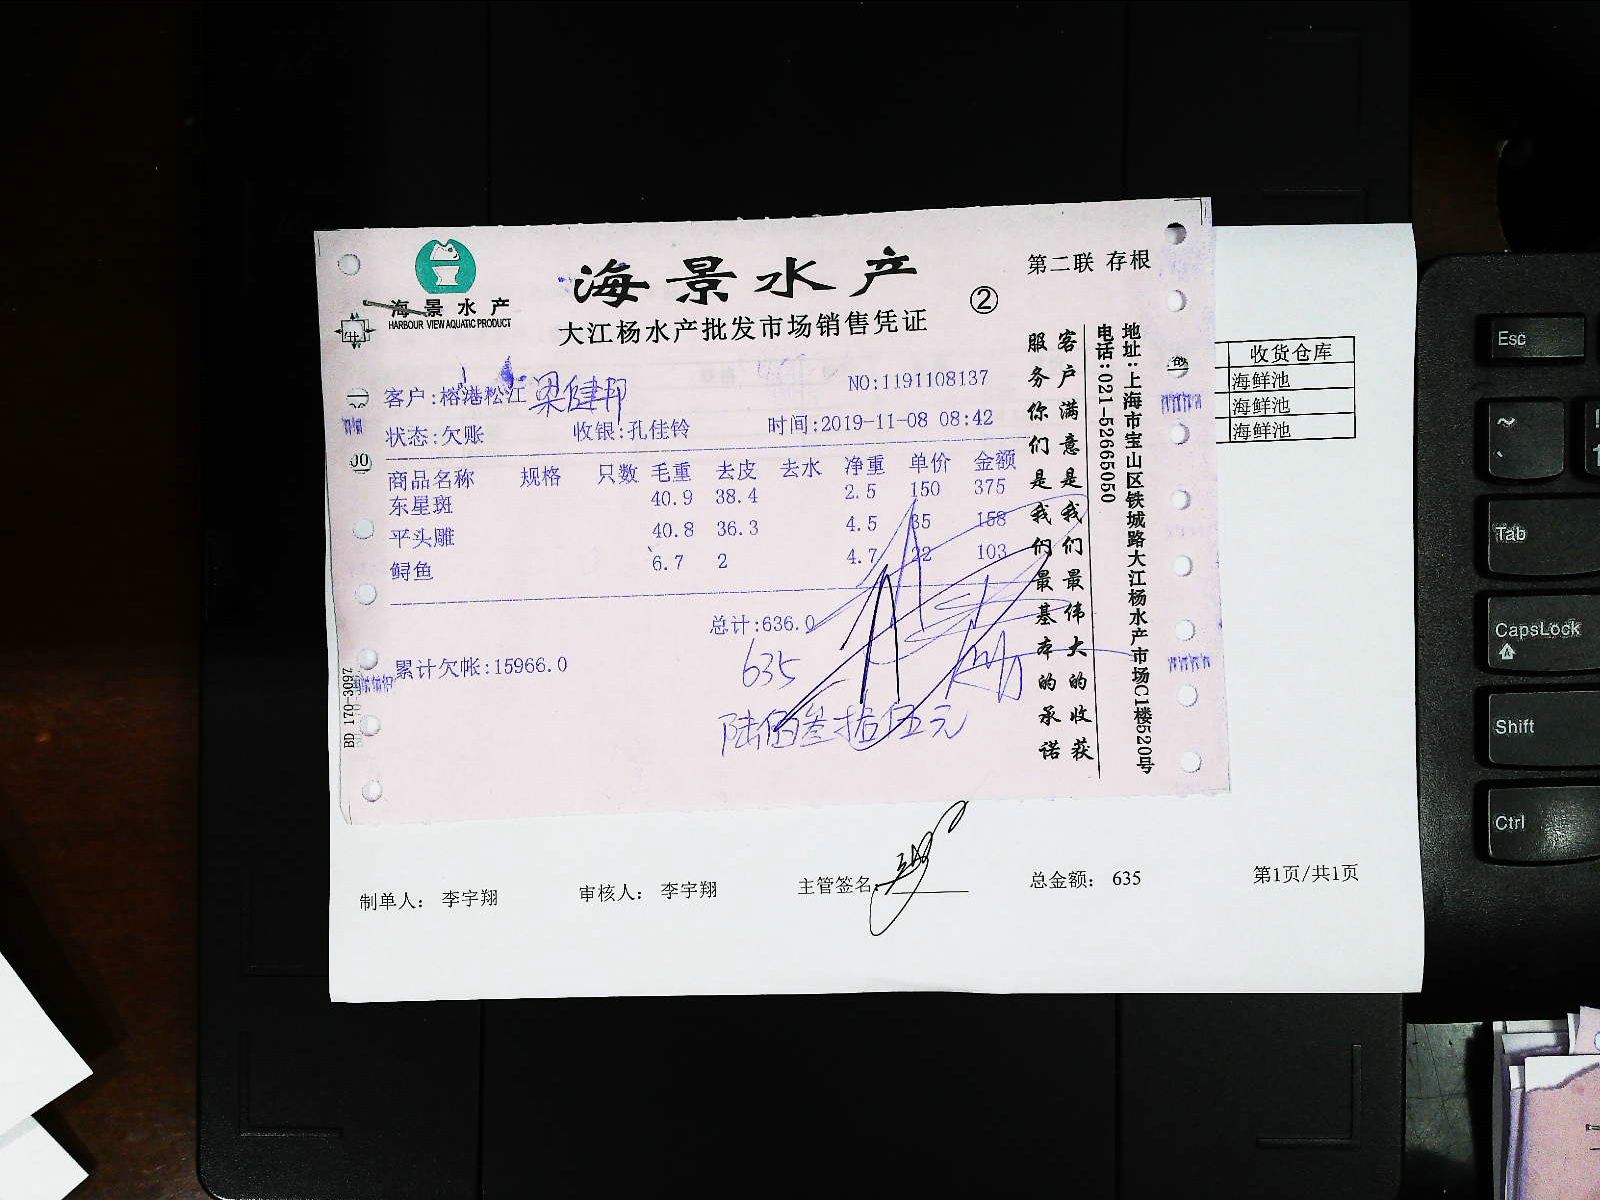 海景水产
HARBOUR VIEW AQUATIC PRODUCT
海景水产
大江杨水产批发市场销售凭证
②
第二联 存根
客户:榕港松江 梁健邦
NO:1191108137
状态:欠账 收银:孔佳铃 时间:2019-11-08 08:42
商品名称 规格 只数 毛重 去皮 去水 净重 单价 金额
东星斑 40.9 38.4 2.5 150 375
平头雕 40.8 36.3 4.5 35 158
鲟鱼 6.7 2 4.7 22 103
总计:636.0
累计欠帐:15966.0
635
陆佰叁拾伍元
客户满意是我们最伟大的收获
服务你们是我们最基本的承诺
地址:上海市宝山区铁城路大江杨水产市场C1楼520号
电话:021-52665050
BD 170-3097
收货仓库
海鲜池
海鲜池
海鲜池
制单人: 李宇翔 审核人: 李宇翔 主管签名 总金额: 635 第1页/共1页
Esc
~
Tab
CapsLock
Shift
Ctrl